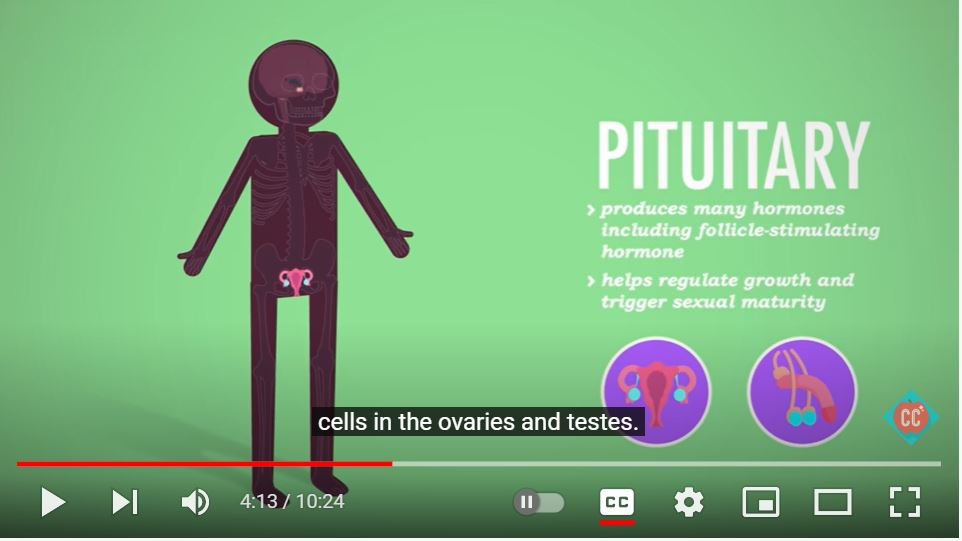 PITUITARY
› produces many hormones
including follicle-stimulating
hormone
› helps regulate growth and
trigger sexual maturity
CC
cells in the ovaries and testes.
4:13 / 10:24
CC